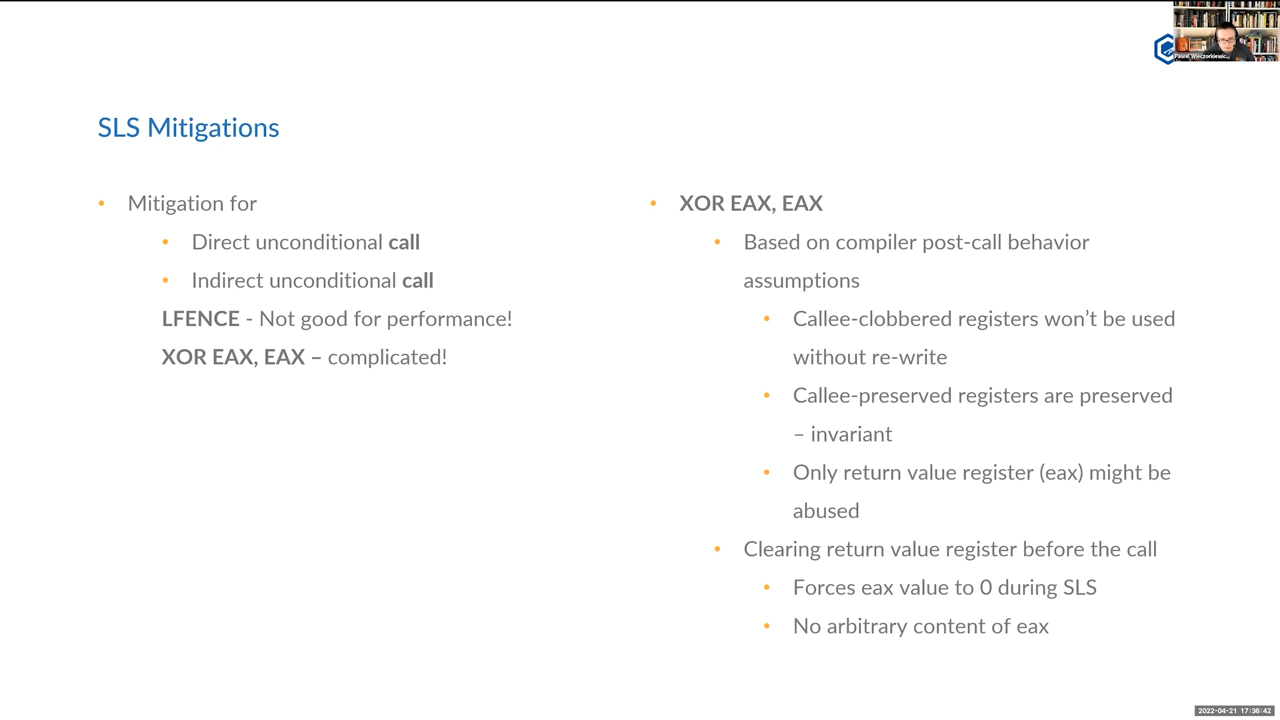 Pawel Wieczorkiewic...
SLS Mitigations
• Mitigation for
• Direct unconditional call
• Indirect unconditional call
LFENCE - Not good for performance!
XOR EAX, EAX – complicated!
• XOR EAX, EAX
• Based on compiler post-call behavior
assumptions
• Callee-clobbered registers won’t be used
without re-write
• Callee-preserved registers are preserved
– invariant
• Only return value register (eax) might be
abused
• Clearing return value register before the call
• Forces eax value to 0 during SLS
• No arbitrary content of eax
2022-04-21 17:36:42